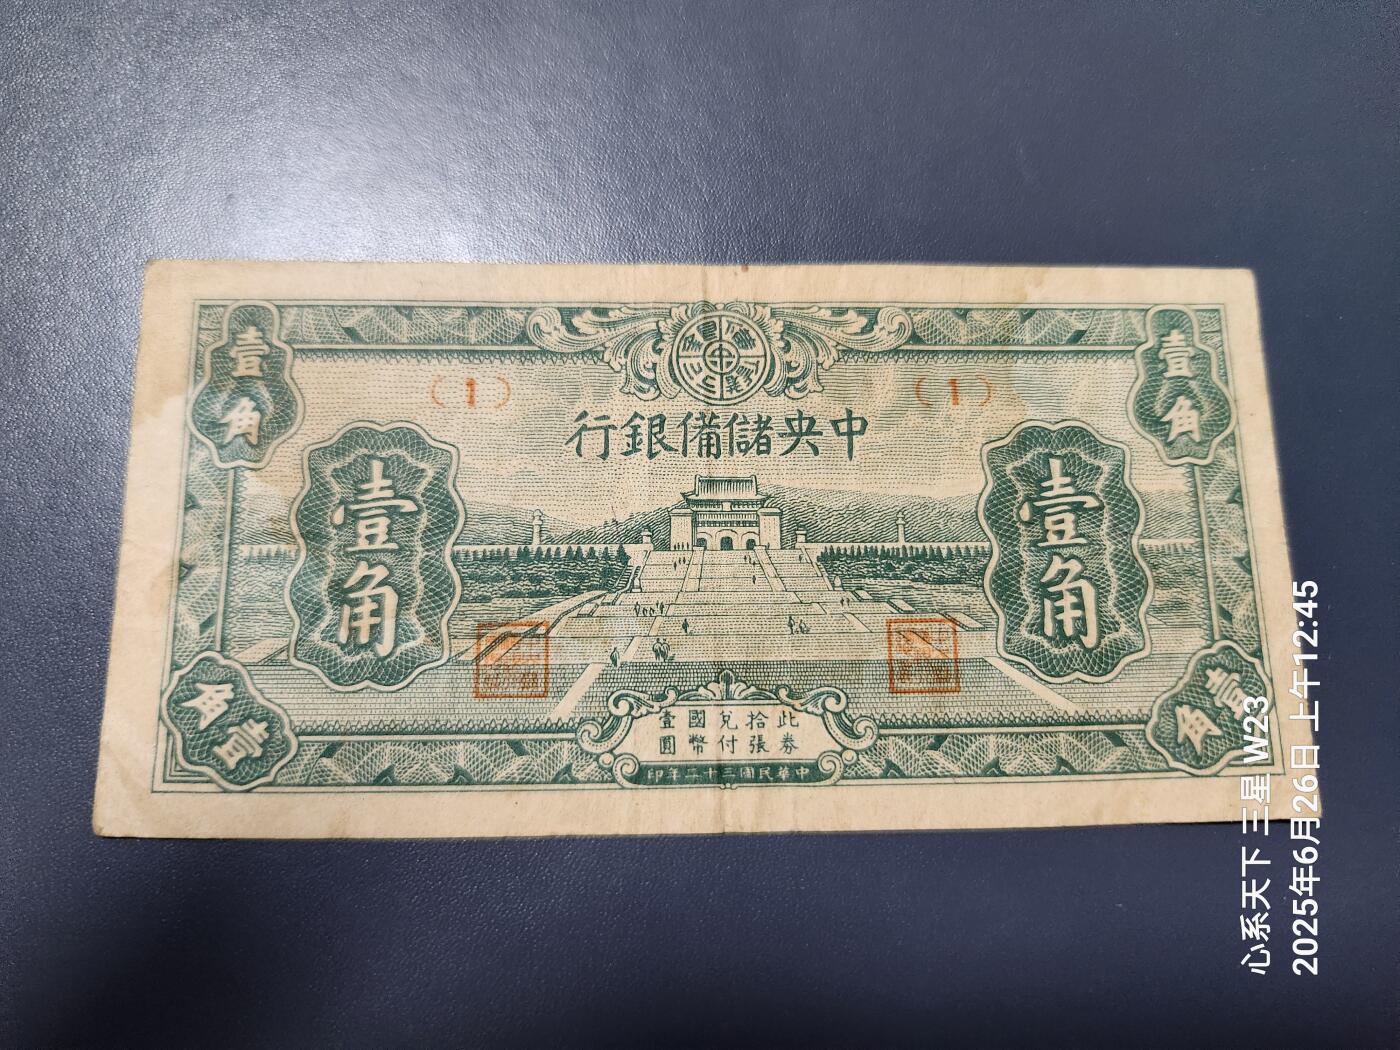 壹角
壹角
(1)
(1)
中央儲備銀行
壹角
壹角
此券拾張兌付國幣壹圓
中華民國三十二年印
壹角
壹角
心系天下 三星 W23
2025年6月26日 上午12:45